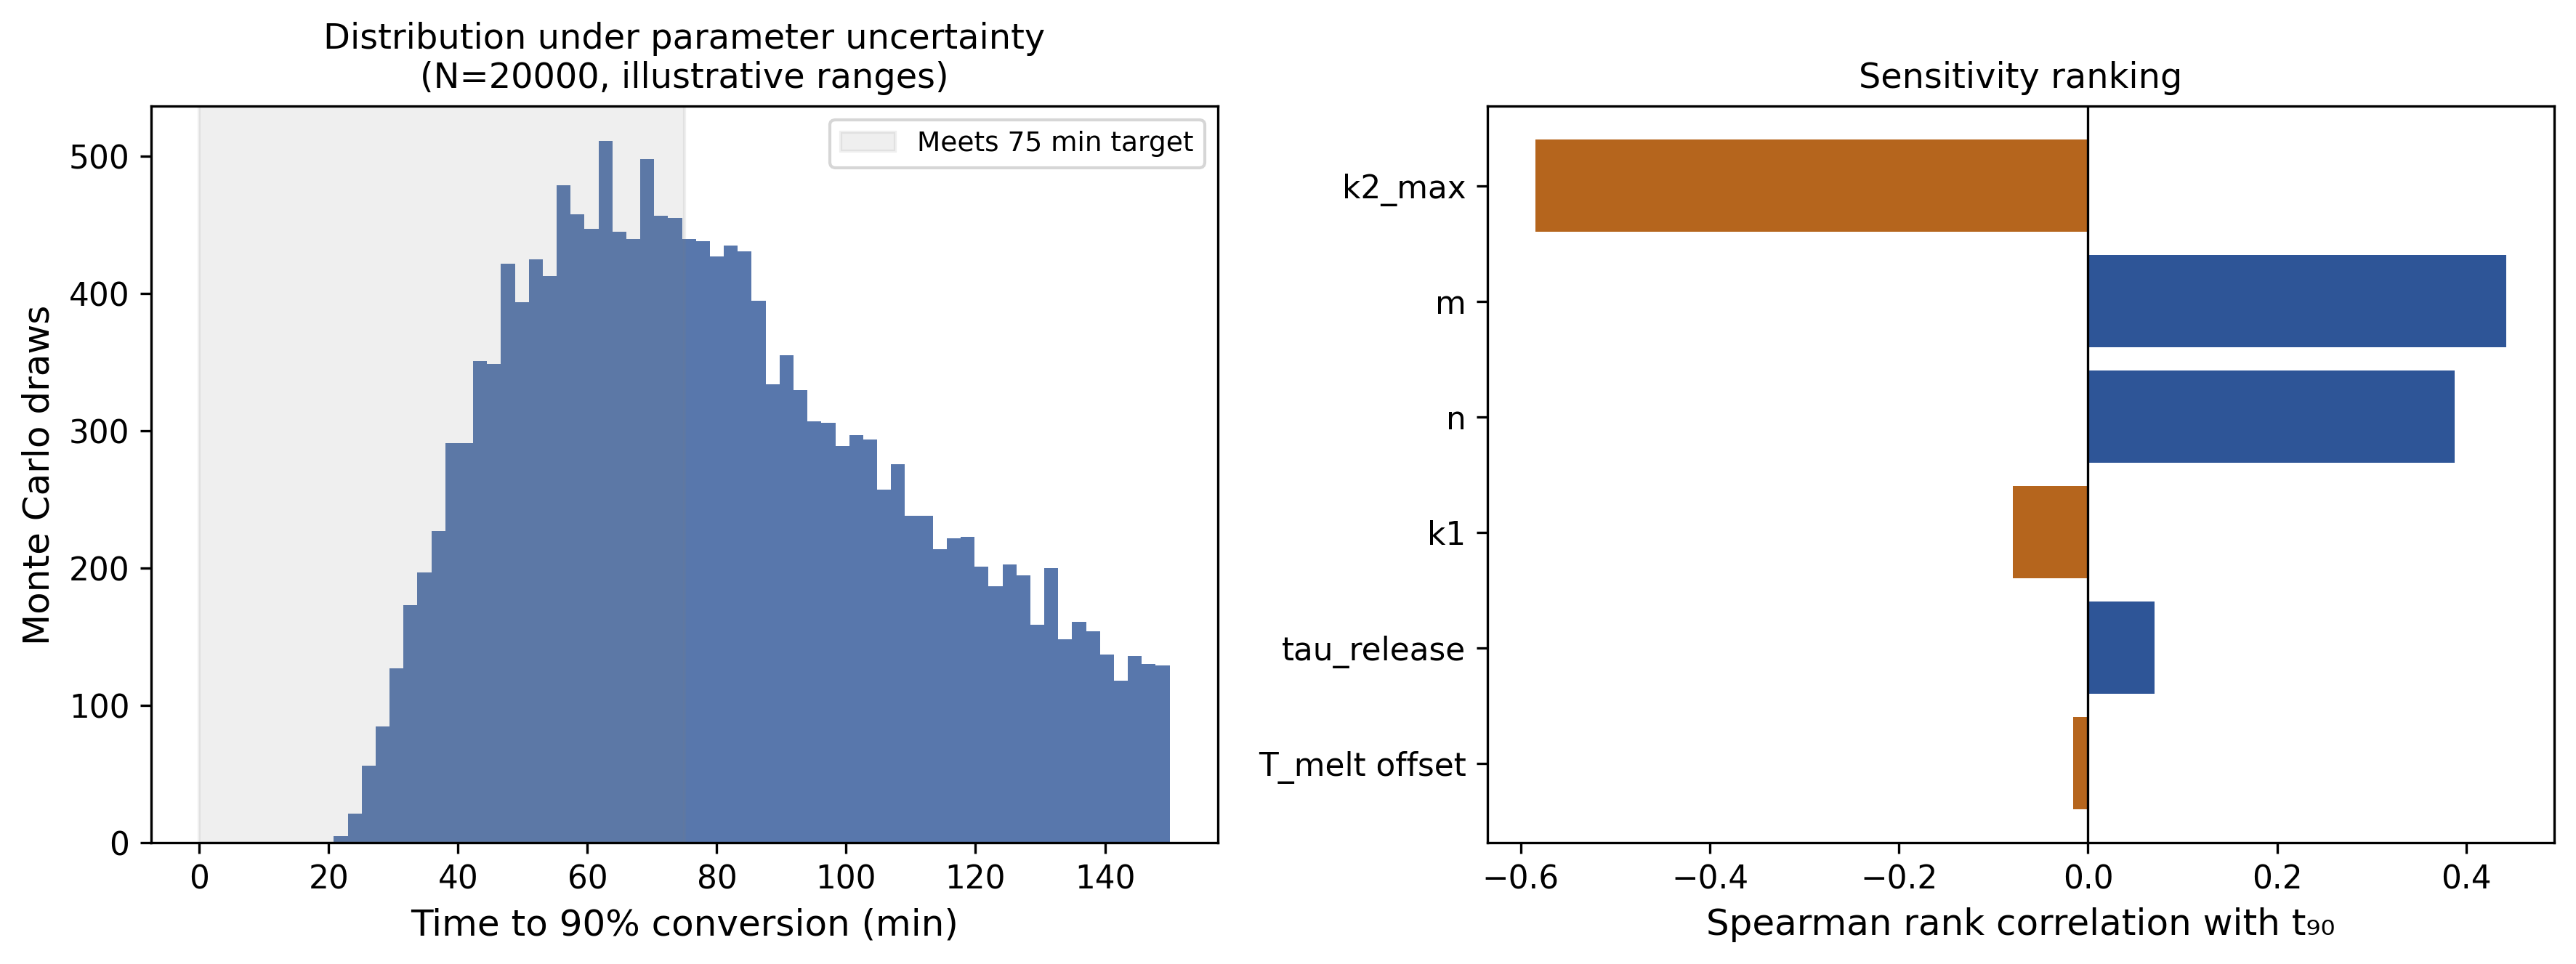 Distribution under parameter uncertainty
(N=20000, illustrative ranges)
Meets 75 min target
Monte Carlo draws
500
400
300
200
100
0
0 20 40 60 80 100 120 140
Time to 90% conversion (min)
Sensitivity ranking
k2_max
m
n
k1
tau_release
T_melt offset
−0.6 −0.4 −0.2 0.0 0.2 0.4
Spearman rank correlation with t₉₀